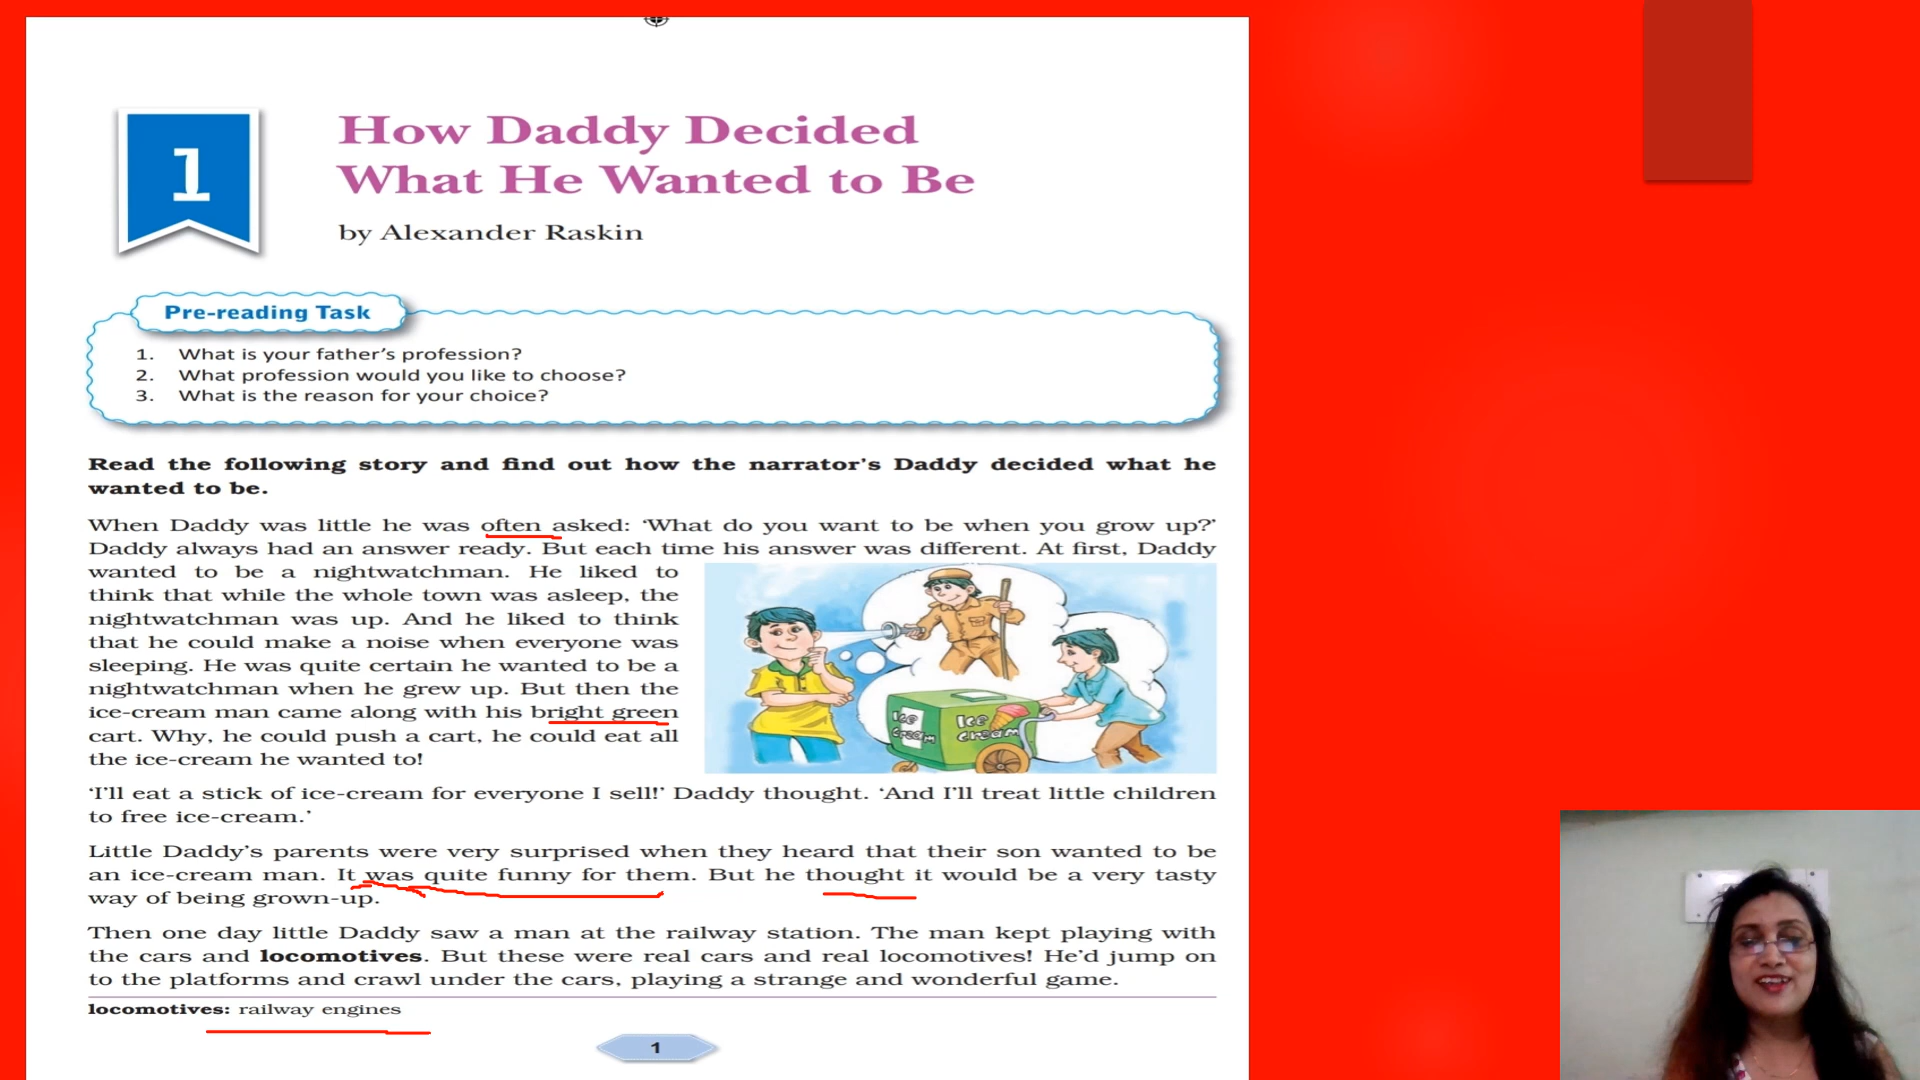 1
How Daddy Decided
What He Wanted to Be
by Alexander Raskin
Pre-reading Task
1. What is your father’s profession?
2. What profession would you like to choose?
3. What is the reason for your choice?
Read the following story and find out how the narrator’s Daddy decided what he
wanted to be.
When Daddy was little he was often asked: ‘What do you want to be when you grow up?’
Daddy always had an answer ready. But each time his answer was different. At first, Daddy
wanted to be a nightwatchman. He liked to
think that while the whole town was asleep, the
nightwatchman was up. And he liked to think
that he could make a noise when everyone was
sleeping. He was quite certain he wanted to be a
nightwatchman when he grew up. But then the
ice-cream man came along with his bright green
cart. Why, he could push a cart, he could eat all
the ice-cream he wanted to!
Ice
cream
Ice
cream
‘I’ll eat a stick of ice-cream for everyone I sell!’ Daddy thought. ‘And I’ll treat little children
to free ice-cream.’
Little Daddy’s parents were very surprised when they heard that their son wanted to be
an ice-cream man. It was quite funny for them. But he thought it would be a very tasty
way of being grown-up.
Then one day little Daddy saw a man at the railway station. The man kept playing with
the cars and locomotives. But these were real cars and real locomotives! He’d jump on
to the platforms and crawl under the cars, playing a strange and wonderful game.
locomotives: railway engines
1